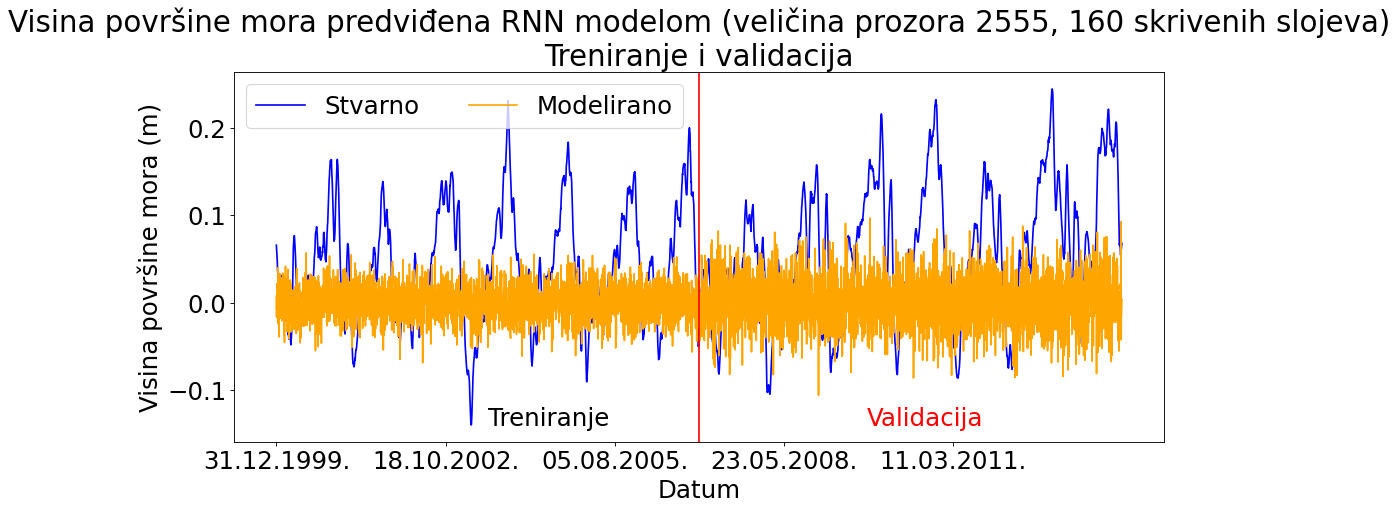 Visina površine mora predviđena RNN modelom (veličina prozora 2555, 160 skrivenih slojeva)
Treniranje i validacija
Stvarno Modelirano
Visina površine mora (m)
0.2
0.1
0.0
−0.1
Treniranje Validacija
31.12.1999. 18.10.2002. 05.08.2005. 23.05.2008. 11.03.2011.
Datum